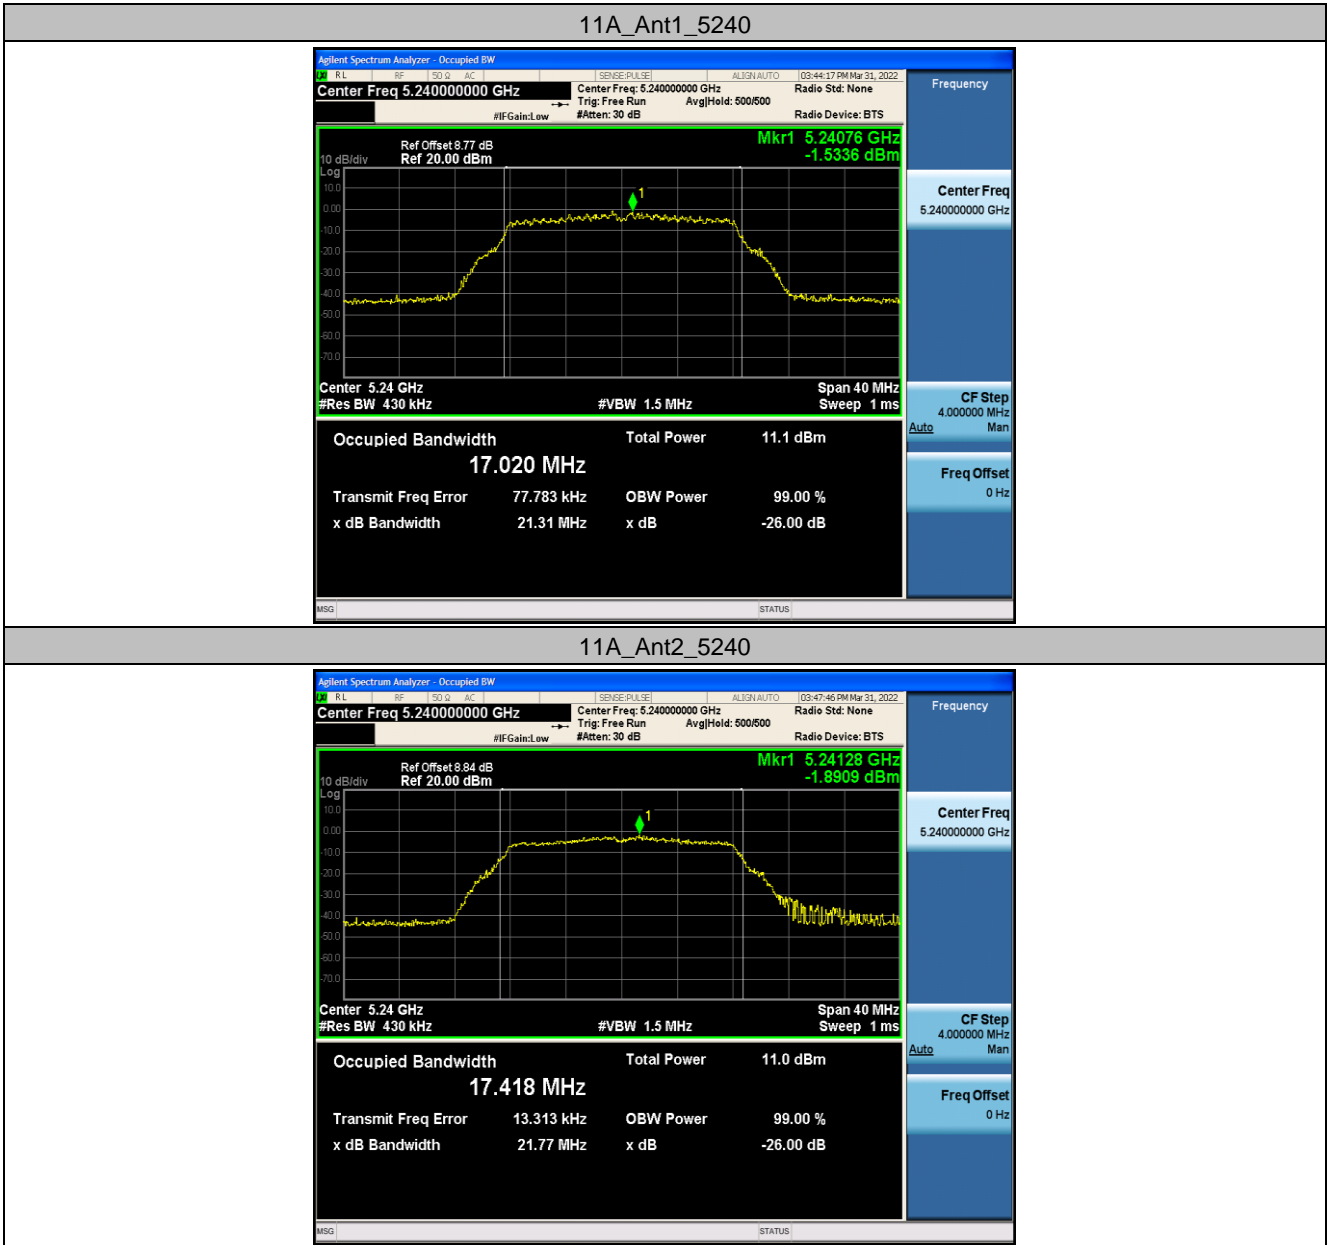 11A_Ant1_5240
Agilent Spectrum Analyzer - Occupied BW
LXI RL RF 50 Ω AC SENSE:PULSE ALIGN AUTO 03:44:17 PM Mar 31, 2022
Center Freq 5.240000000 GHz
Center Freq: 5.240000000 GHz Radio Std: None
Trig: Free Run Avg|Hold: 500/500
#IFGain:Low #Atten: 30 dB Radio Device: BTS
Mkr1 5.24076 GHz
-1.5336 dBm
Ref Offset 8.77 dB
10 dB/div Ref 20.00 dBm
Log
10.0
1
0.00
-10.0
-20.0
-30.0
-40.0
-50.0
-60.0
-70.0
Center 5.24 GHz Span 40 MHz
#Res BW 430 kHz #VBW 1.5 MHz Sweep 1 ms
Occupied Bandwidth Total Power 11.1 dBm
17.020 MHz
Transmit Freq Error 77.783 kHz OBW Power 99.00 %
x dB Bandwidth 21.31 MHz x dB -26.00 dB
MSG STATUS
Frequency
Center Freq
5.240000000 GHz
CF Step
4.000000 MHz
Auto Man
Freq Offset
0 Hz
11A_Ant2_5240
Agilent Spectrum Analyzer - Occupied BW
LXI RL RF 50 Ω AC SENSE:PULSE ALIGN AUTO 03:47:46 PM Mar 31, 2022
Center Freq 5.240000000 GHz
Center Freq: 5.240000000 GHz Radio Std: None
Trig: Free Run Avg|Hold: 500/500
#IFGain:Low #Atten: 30 dB Radio Device: BTS
Mkr1 5.24128 GHz
-1.8909 dBm
Ref Offset 8.84 dB
10 dB/div Ref 20.00 dBm
Log
10.0
1
0.00
-10.0
-20.0
-30.0
-40.0
-50.0
-60.0
-70.0
Center 5.24 GHz Span 40 MHz
#Res BW 430 kHz #VBW 1.5 MHz Sweep 1 ms
Occupied Bandwidth Total Power 11.0 dBm
17.418 MHz
Transmit Freq Error 13.313 kHz OBW Power 99.00 %
x dB Bandwidth 21.77 MHz x dB -26.00 dB
MSG STATUS
Frequency
Center Freq
5.240000000 GHz
CF Step
4.000000 MHz
Auto Man
Freq Offset
0 Hz